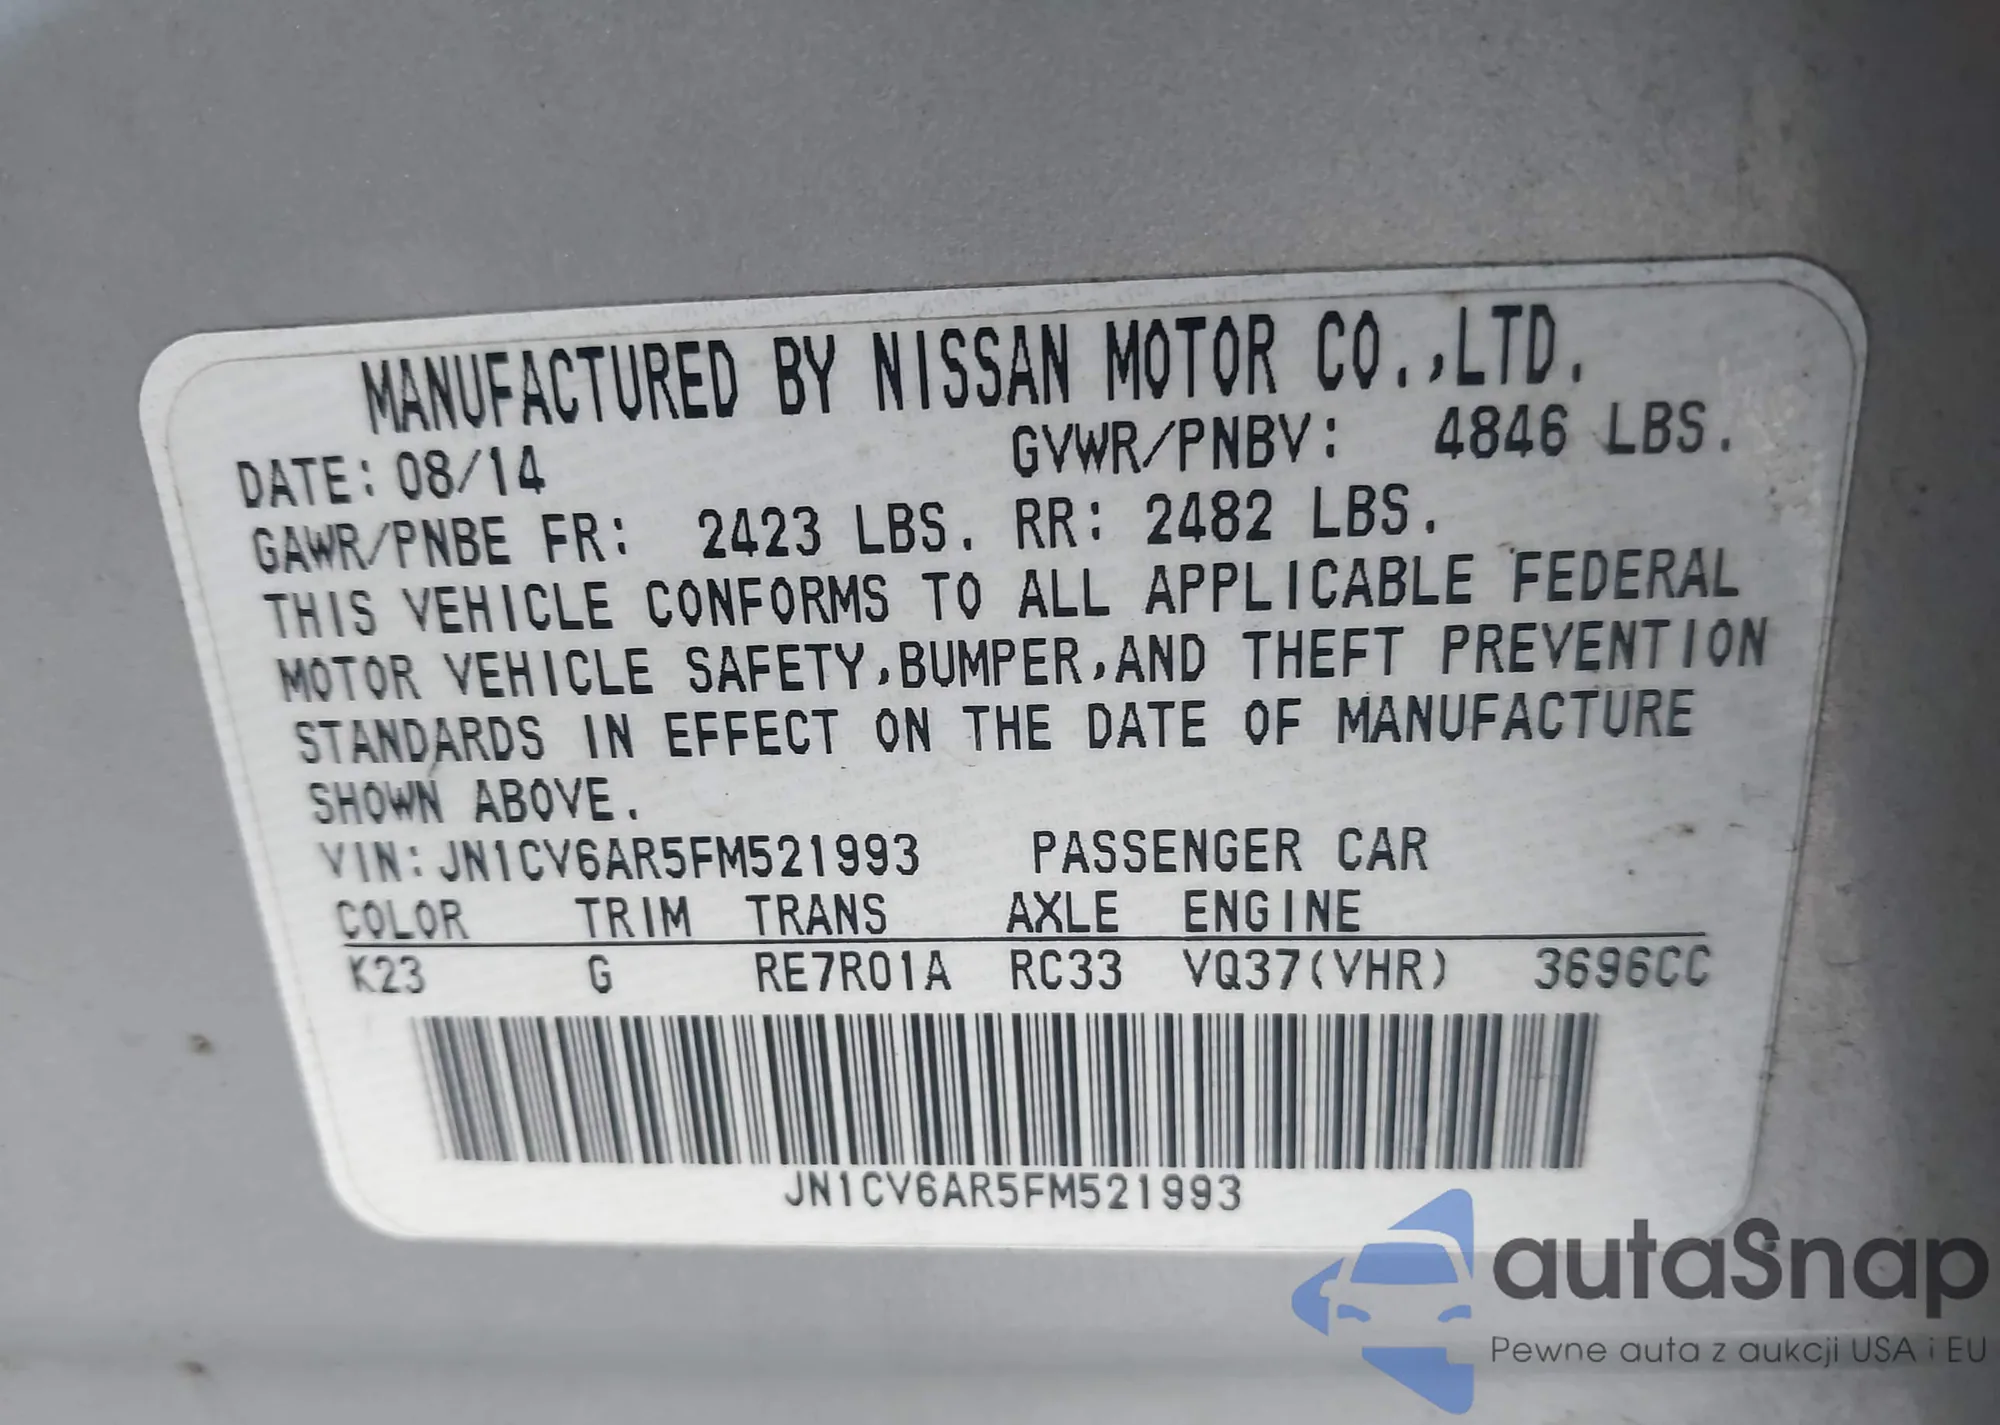 MANUFACTURED BY NISSAN MOTOR CO.,LTD.
DATE: 08/14 GVWR/PNBV: 4846 LBS.
GAWR/PNBE FR: 2423 LBS. RR: 2482 LBS.
THIS VEHICLE CONFORMS TO ALL APPLICABLE FEDERAL
MOTOR VEHICLE SAFETY,BUMPER,AND THEFT PREVENTION
STANDARDS IN EFFECT ON THE DATE OF MANUFACTURE
SHOWN ABOVE.
VIN:JN1CV6AR5FM521993 PASSENGER CAR
COLOR TRIM TRANS AXLE ENGINE
K23 G RE7R01A RC33 VQ37(VHR) 3696CC
JN1CV6AR5FM521993
autaSnap
Pewne auta z aukcji USA i EU